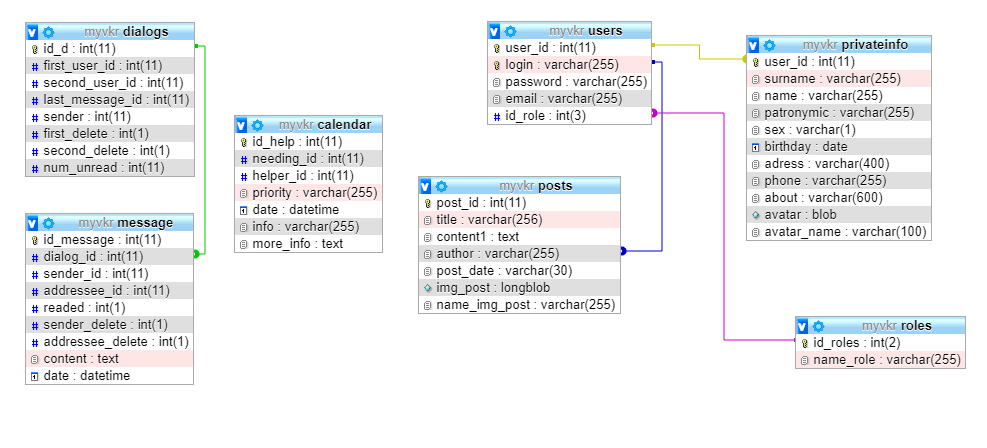 myvkr dialogs
id_d : int(11)
first_user_id : int(11)
second_user_id : int(11)
last_message_id : int(11)
sender : int(11)
first_delete : int(1)
second_delete : int(1)
num_unread : int(11)
myvkr message
id_message : int(11)
dialog_id : int(11)
sender_id : int(11)
addressee_id : int(11)
readed : int(1)
sender_delete : int(1)
addressee_delete : int(1)
content : text
date : datetime
myvkr calendar
id_help : int(11)
needing_id : int(11)
helper_id : int(11)
priority : varchar(255)
date : datetime
info : varchar(255)
more_info : text
myvkr users
user_id : int(11)
login : varchar(255)
password : varchar(255)
email : varchar(255)
id_role : int(3)
myvkr posts
post_id : int(11)
title : varchar(256)
content1 : text
author : varchar(255)
post_date : varchar(30)
img_post : longblob
name_img_post : varchar(255)
myvkr privateinfo
user_id : int(11)
surname : varchar(255)
name : varchar(255)
patronymic : varchar(255)
sex : varchar(1)
birthday : date
adress : varchar(400)
phone : varchar(255)
about : varchar(600)
avatar : blob
avatar_name : varchar(100)
myvkr roles
id_roles : int(2)
name_role : varchar(255)